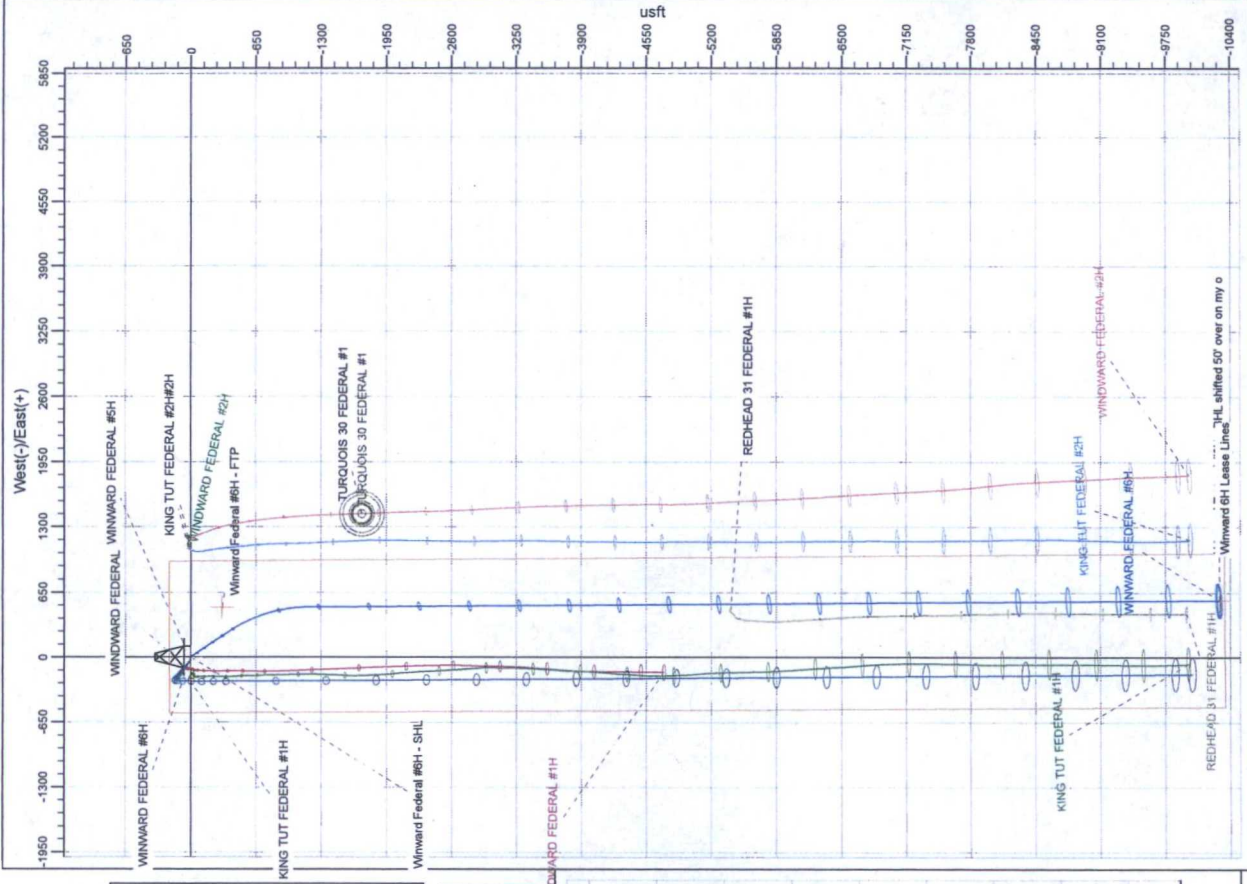 usft
650
-0
-650
-1300
-1950
-2600
-3250
-3900
-4550
-5200
-5850
-6500
-7150
-7800
-8450
-9100
-9750
-10400
West(-)/East(+)
5850
5200
4550
3900
3250
2600
1950
1300
650
0
-650
-1300
-1950
WINDWARD FEDERAL
WINWARD FEDERAL #5H
KING TUT FEDERAL #2H#2H
WINDWARD FEDERAL #2H
Winward Federal #6H - FTP
TURQUOIS 30 FEDERAL #1
TURQUOIS 30 FEDERAL #1
REDHEAD 31 FEDERAL #1H
WINDWARD FEDERAL #2H
KING TUT FEDERAL #2H
WINWARD FEDERAL #6H
BHL shifted 50' over on my o
Winward 6H Lease Lines
WINWARD FEDERAL #6H
KING TUT FEDERAL #1H
Winward Federal #6H - SHL
DWARD FEDERAL #1H
KING TUT FEDERAL #1H
REDHEAD 31 FEDERAL #1H